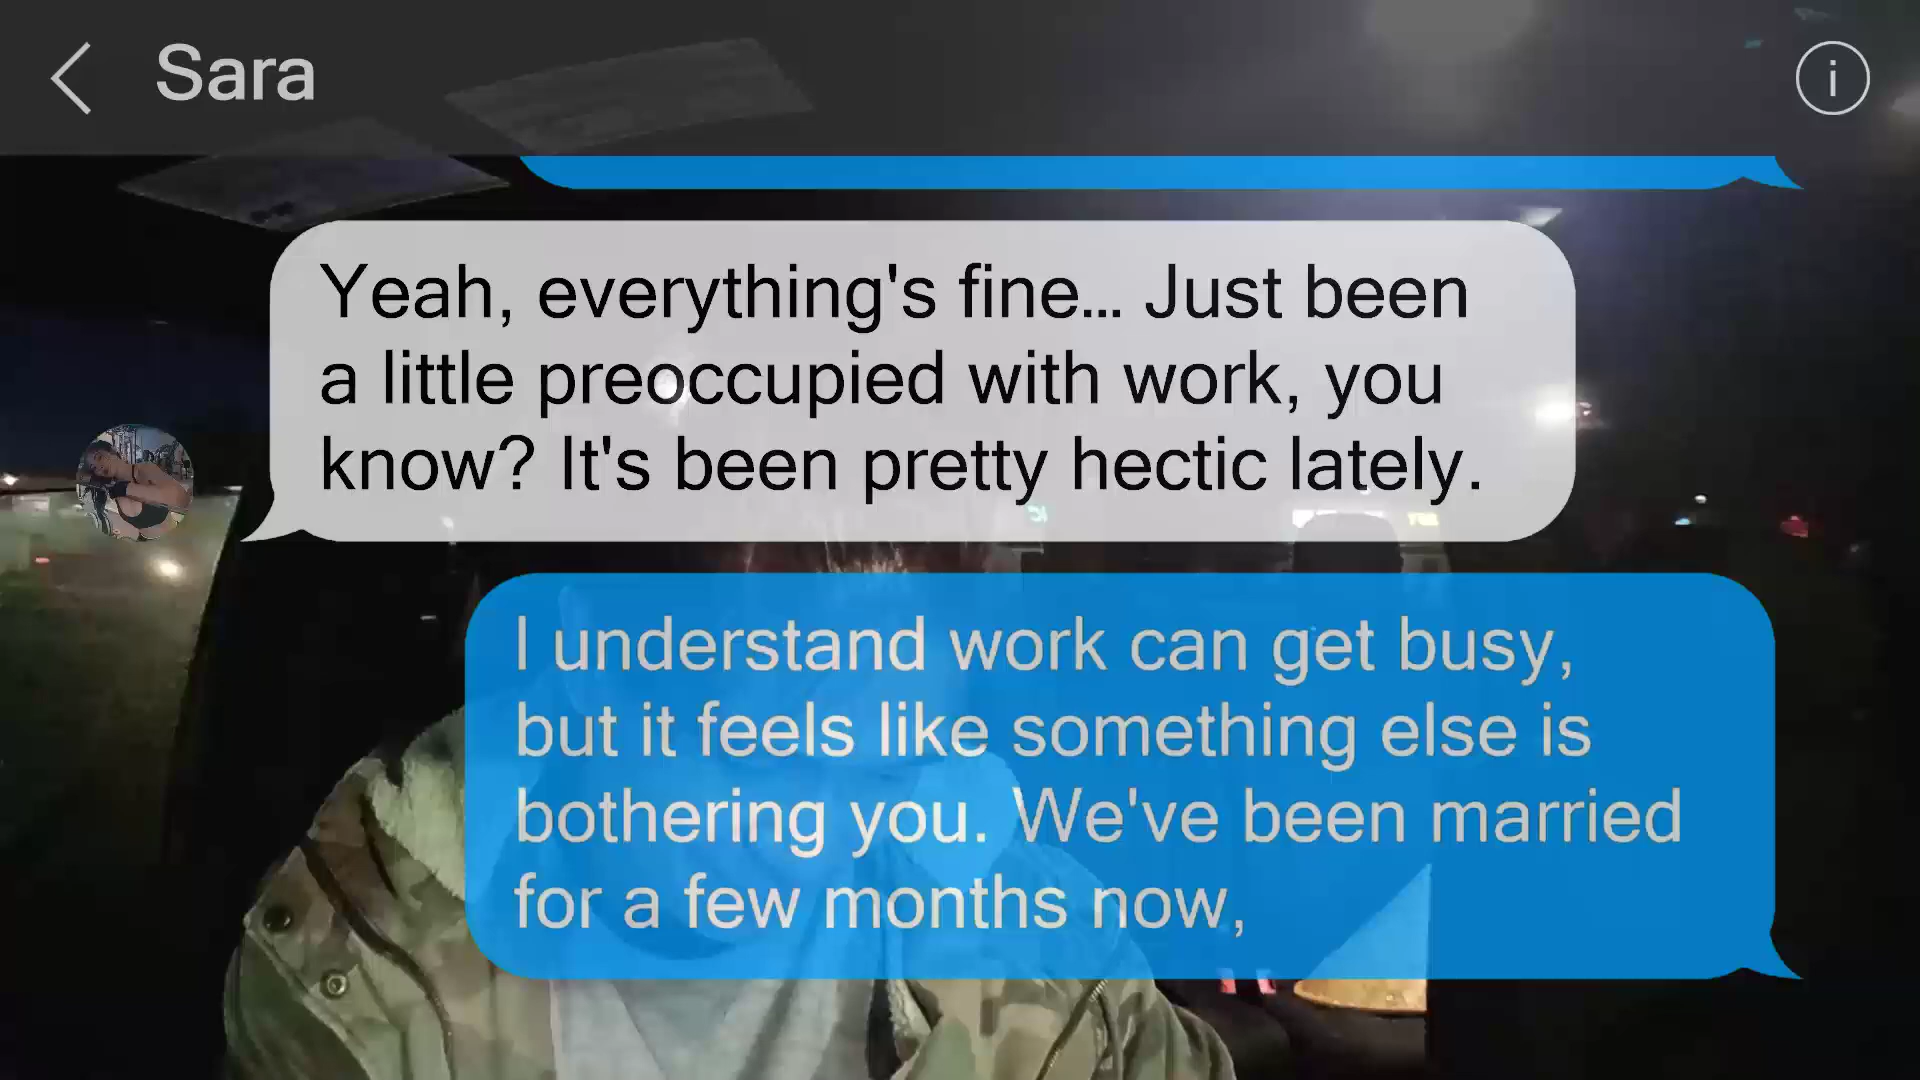 Sara
Yeah, everything's fine... Just been
a little preoccupied with work, you
know? It's been pretty hectic lately.
I understand work can get busy,
but it feels like something else is
bothering you. We've been married
for a few months now,